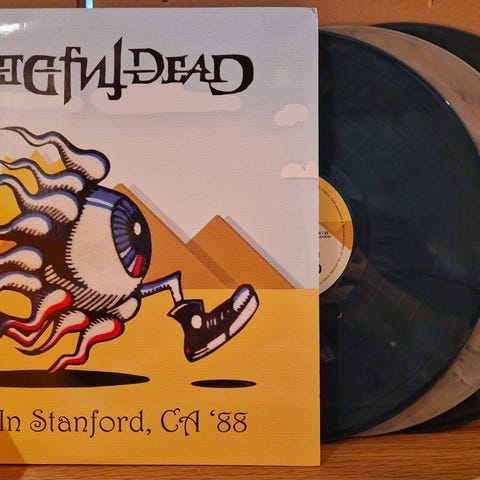 teful DEAD
In Stanford, CA ‘88